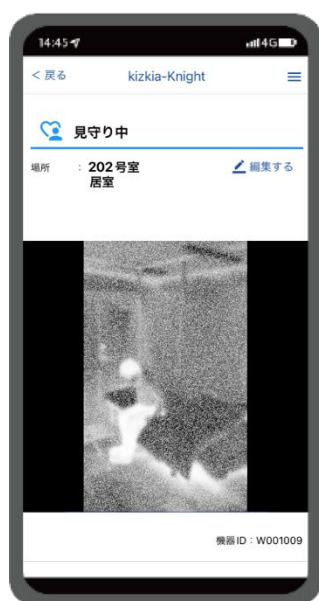 14:45 4G
< 戻る kizkia-Knight
見守り中
場所 : 202号室 編集する
居室
機器ID:W001009